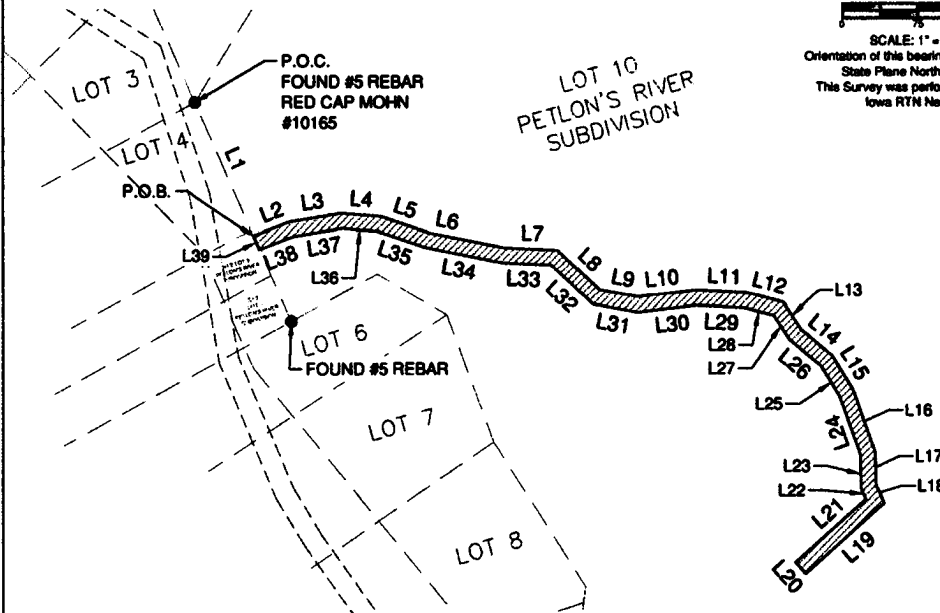 0 75
SCALE: 1" =
Orientation of this bearin
State Plane North
This Survey was perfo
Iowa RTN Ne
P.O.C.
FOUND #5 REBAR
RED CAP MOHN
#10165
LOT 10
PETLON'S RIVER
SUBDIVISION
LOT 3
LOT 4
L1
P.O.B.
L2 L3 L4 L5 L6 L7 L8 L9 L10 L11 L12 L13
L14
L15
L16
L17
L18
L19
L20
L21
L22
L23
L24
L25
L26
L27
L28
L29
L30
L31
L32
L33
L34
L35
L36
L37
L38
L39
LOT 6
FOUND #5 REBAR
LOT 7
LOT 8